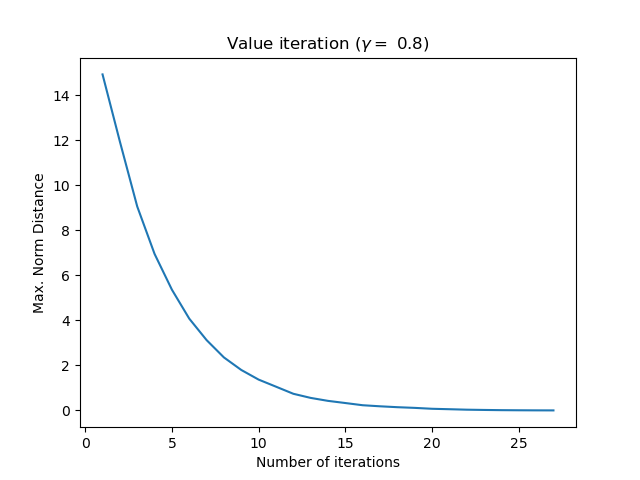 Value iteration (γ = 0.8)
Max. Norm Distance
14
12
10
8
6
4
2
0
0 5 10 15 20 25
Number of iterations